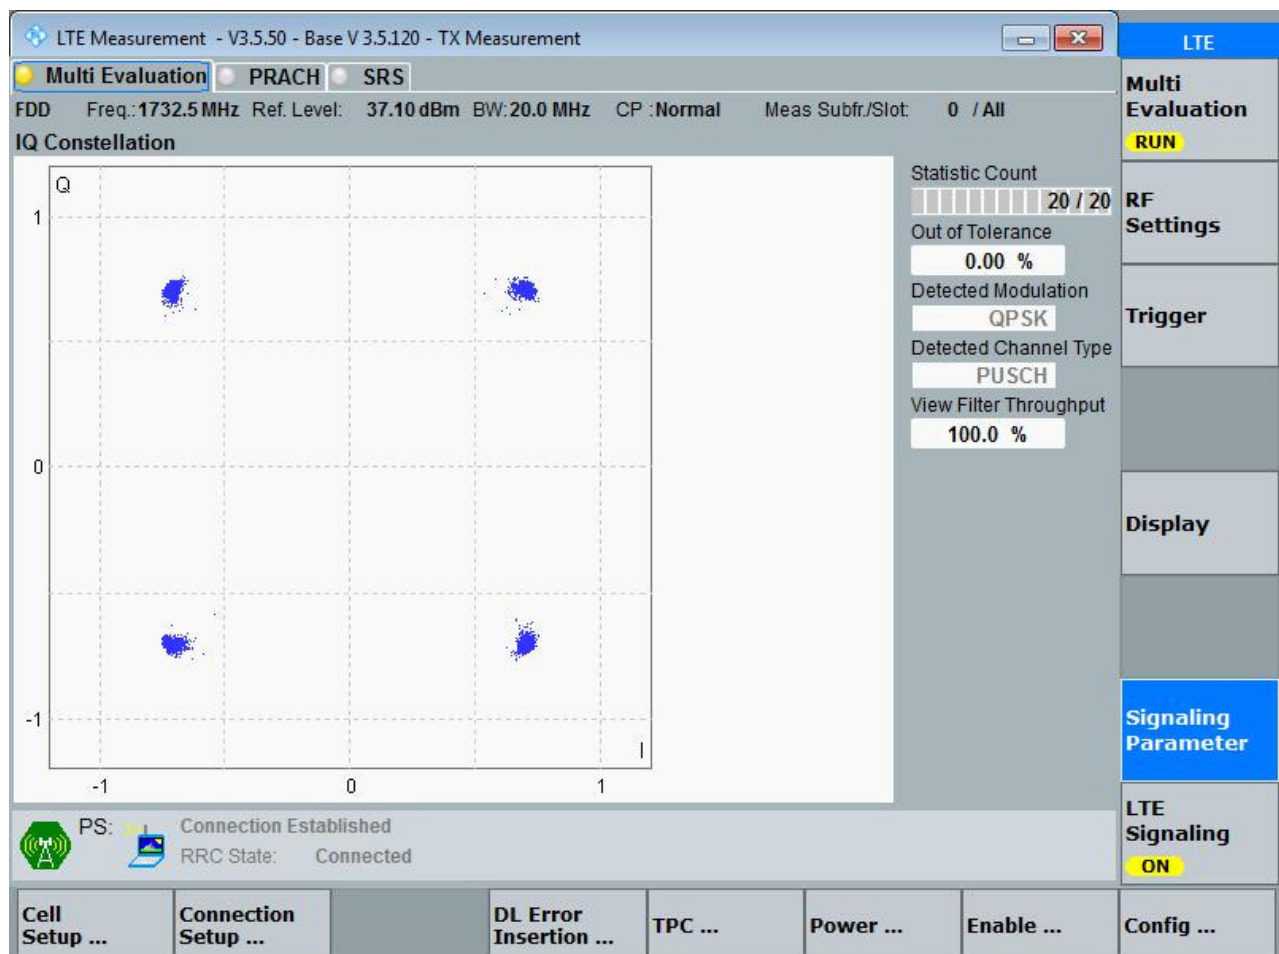 LTE Measurement - V3.5.50 - Base V 3.5.120 - TX Measurement
LTE
Multi Evaluation PRACH SRS
FDD Freq.: 1732.5 MHz Ref. Level: 37.10 dBm BW: 20.0 MHz CP : Normal Meas Subfr./Slot: 0 / All
IQ Constellation
Q
1
0
-1
-1 0 1
I
Statistic Count
20 / 20
Out of Tolerance
0.00 %
Detected Modulation
QPSK
Detected Channel Type
PUSCH
View Filter Throughput
100.0 %
Multi
Evaluation
RUN
RF
Settings
Trigger
Display
Signaling
Parameter
LTE
Signaling
ON
PS: Connection Established
RRC State: Connected
Cell
Setup ...
Connection
Setup ...
DL Error
Insertion ...
TPC ...
Power ...
Enable ...
Config ...